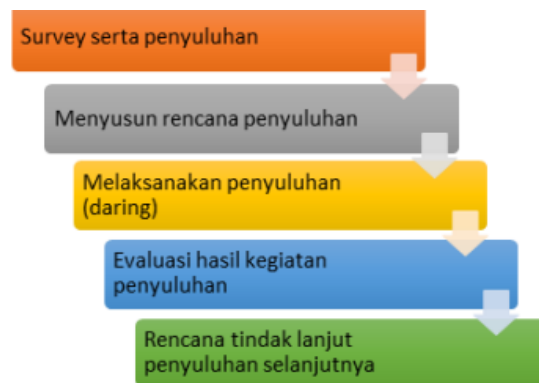 Survey serta penyuluhan
Menyusun rencana penyuluhan
Melaksanakan penyuluhan
(daring)
Evaluasi hasil kegiatan
penyuluhan
Rencana tindak lanjut
penyuluhan selanjutnya